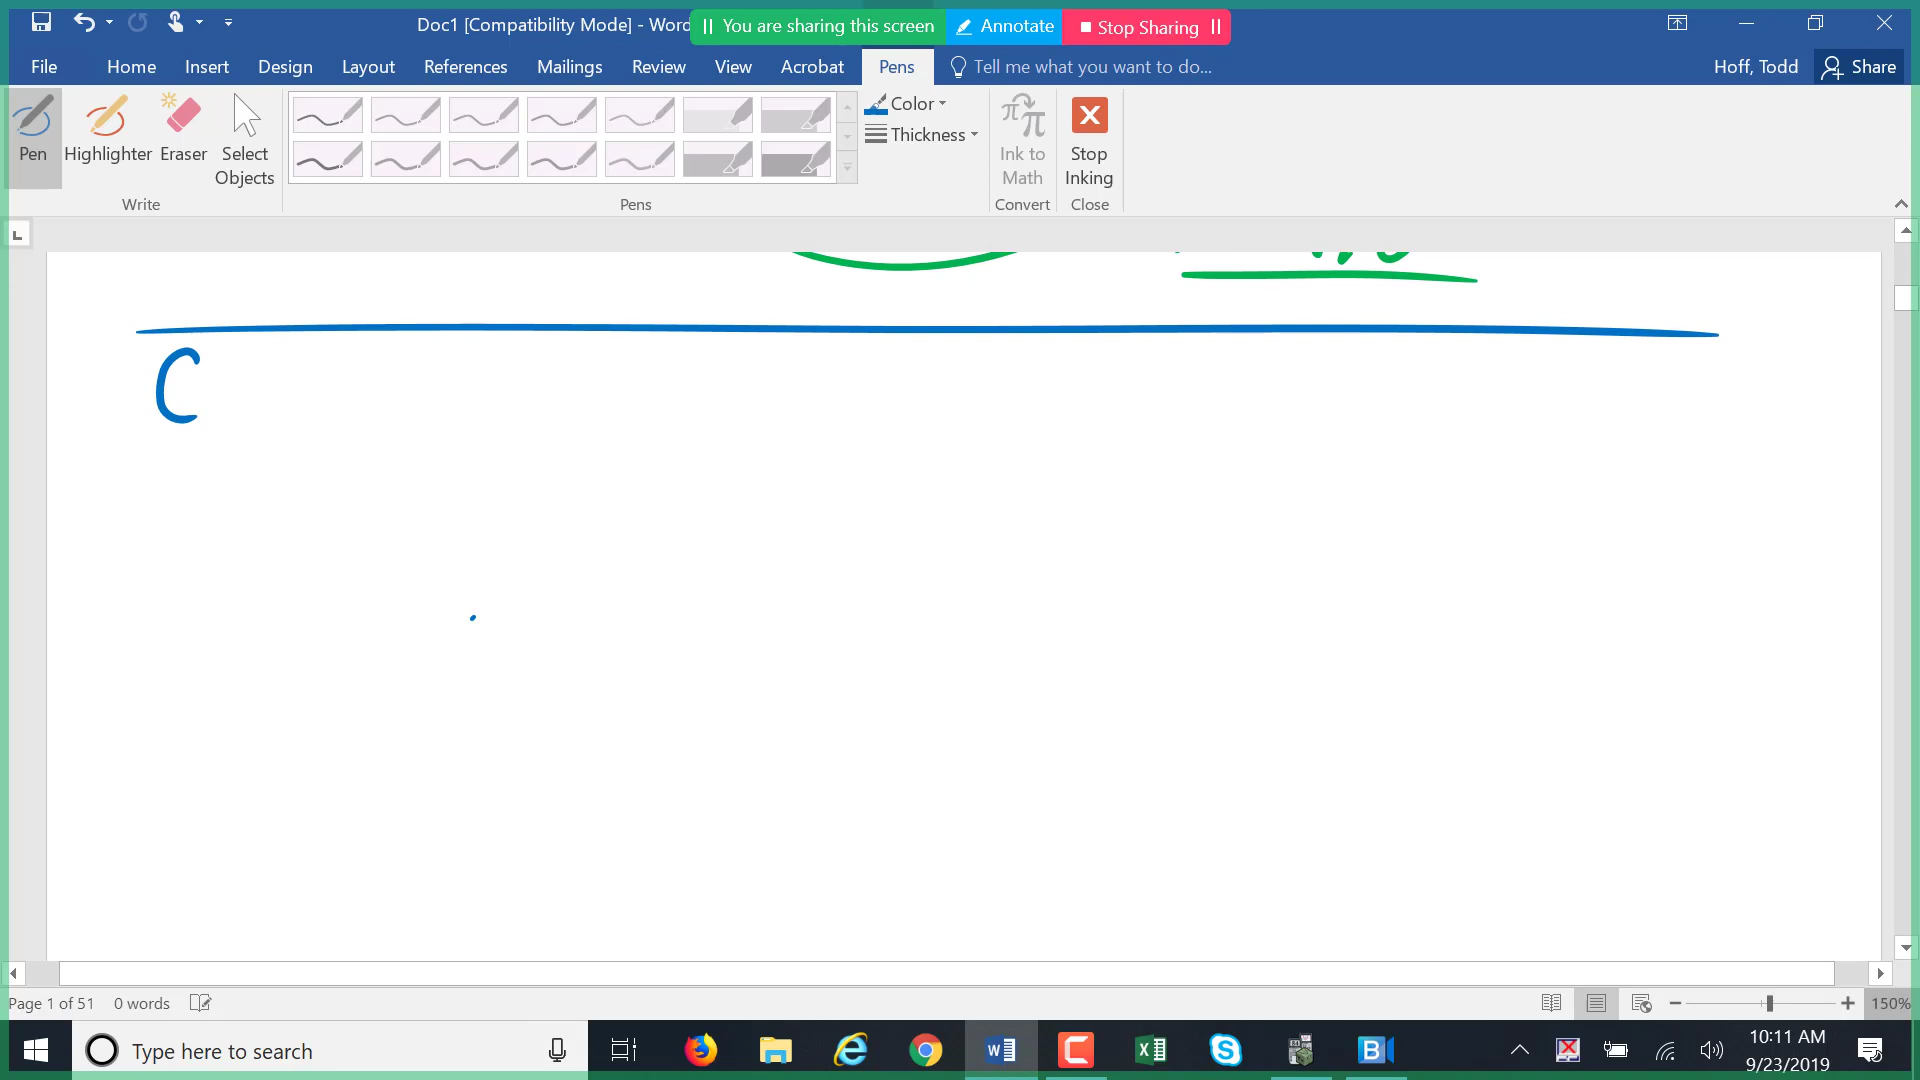 Doc1 [Compatibility Mode] - Word
You are sharing this screen
Annotate
Stop Sharing
File Home Insert Design Layout References Mailings Review View Acrobat Pens Tell me what you want to do... Hoff, Todd Share
Pen Highlighter Eraser Select Objects
Color
Thickness
Ink to Math
Stop Inking
Write Pens Convert Close
C
Page 1 of 51 0 words 150%
Type here to search
10:11 AM
9/23/2019